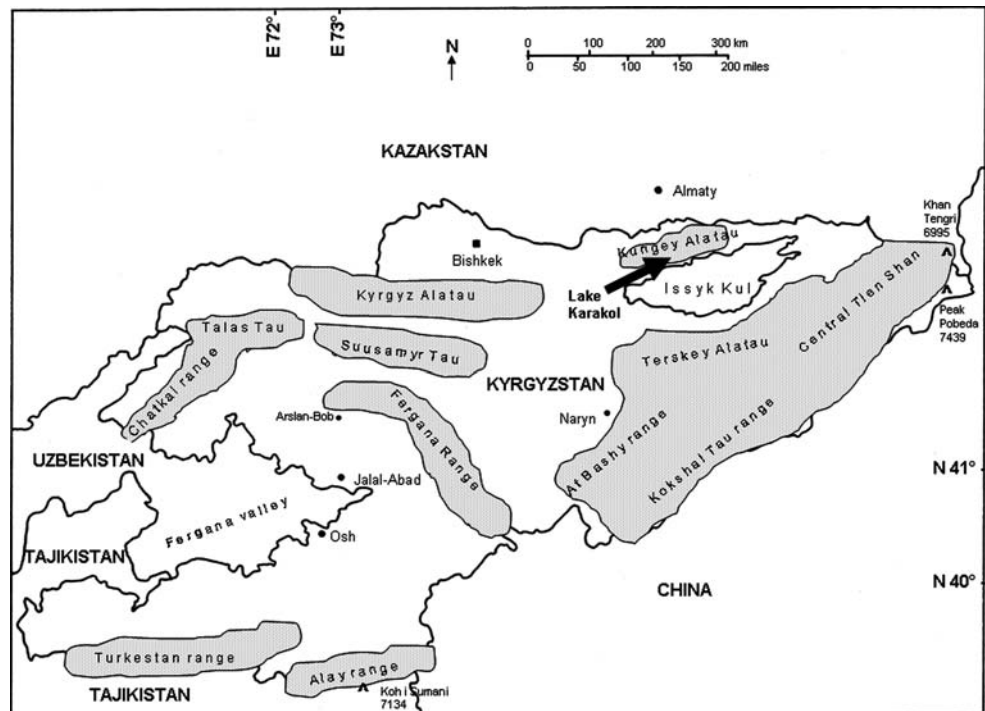 E 72°
E 73°
N
0 100 200 300 km
0 50 100 150 200 miles
KAZAKSTAN
Almaty
Khan
Tengri
6995
Bishkek
Kungey Alatau
Lake
Karakol
Issyk Kul
Kyrgyz Alatau
Talas Tau
Suusamyr Tau
Central Tien Shan
Peak
Pobeda
7439
Terskey Alatau
Chatkal range
KYRGYZSTAN
Arslan-Bob
Fergana Range
Naryn
At Bashy range
Kokshal Tau range
UZBEKISTAN
N 41°
Jalal-Abad
Fergana valley
Osh
TAJIKISTAN
CHINA
N 40°
Turkestan range
Alay range
TAJIKISTAN
Koh i Sumani
7134